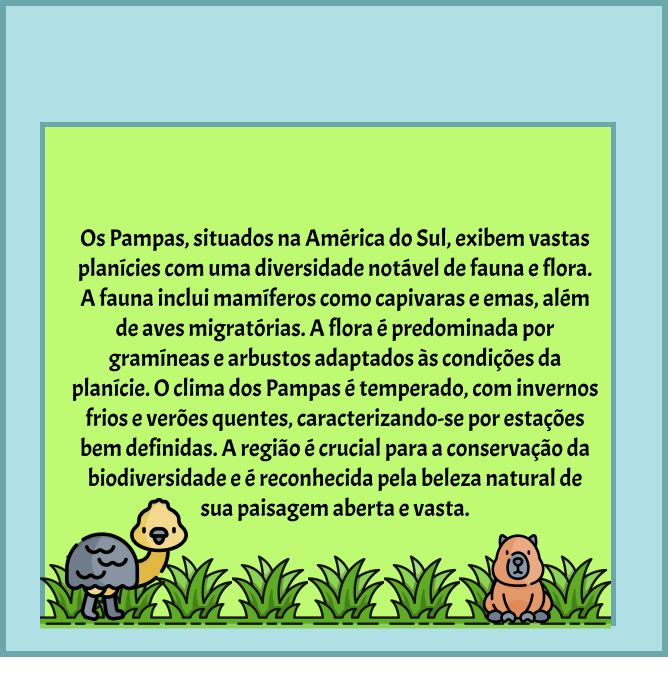 Os Pampas, situados na América do Sul, exibem vastas
planícies com uma diversidade notável de fauna e flora.
A fauna inclui mamíferos como capivaras e emas, além
de aves migratórias. A flora é predominada por
gramíneas e arbustos adaptados às condições da
planície. O clima dos Pampas é temperado, com invernos
frios e verões quentes, caracterizando-se por estações
bem definidas. A região é crucial para a conservação da
biodiversidade e é reconhecida pela beleza natural de
sua paisagem aberta e vasta.